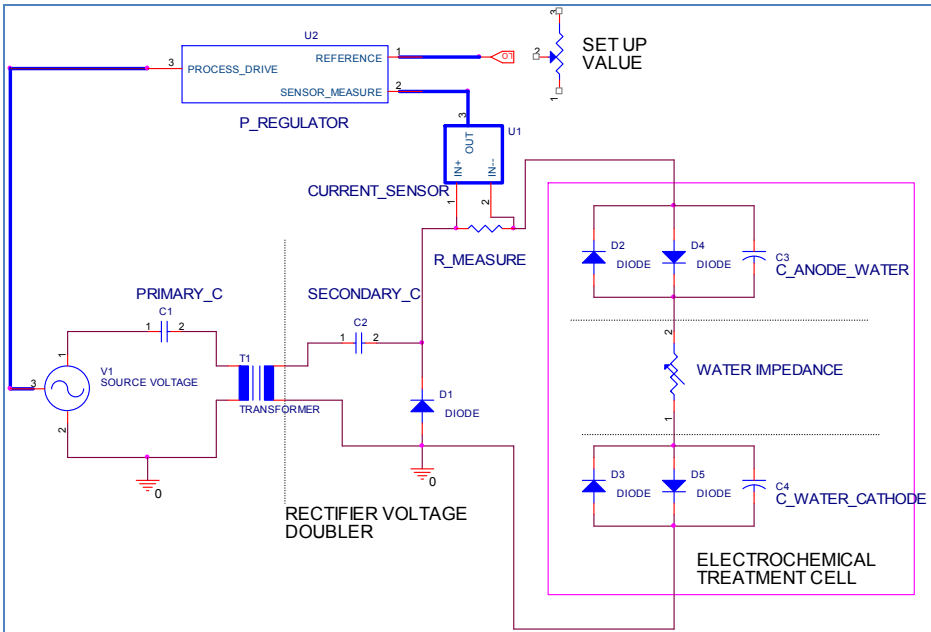 3
U2
SET UP
VALUE
2
1
REFERENCE
1
LO
3
PROCESS_DRIVE
SENSOR_MEASURE
2
P_REGULATOR
3
U1
OUT
IN+
IN--
CURRENT_SENSOR
1
2
R_MEASURE
D2
DIODE
D4
DIODE
C3
C_ANODE_WATER
PRIMARY_C
C1
1
2
SECONDARY_C
C2
1
2
2
WATER IMPEDANCE
1
1
V1
SOURCE VOLTAGE
3
2
T1
TRANSFORMER
D1
DIODE
0
0
D3
DIODE
D5
DIODE
C4
C_WATER_CATHODE
RECTIFIER VOLTAGE
DOUBLER
ELECTROCHEMICAL
TREATMENT CELL